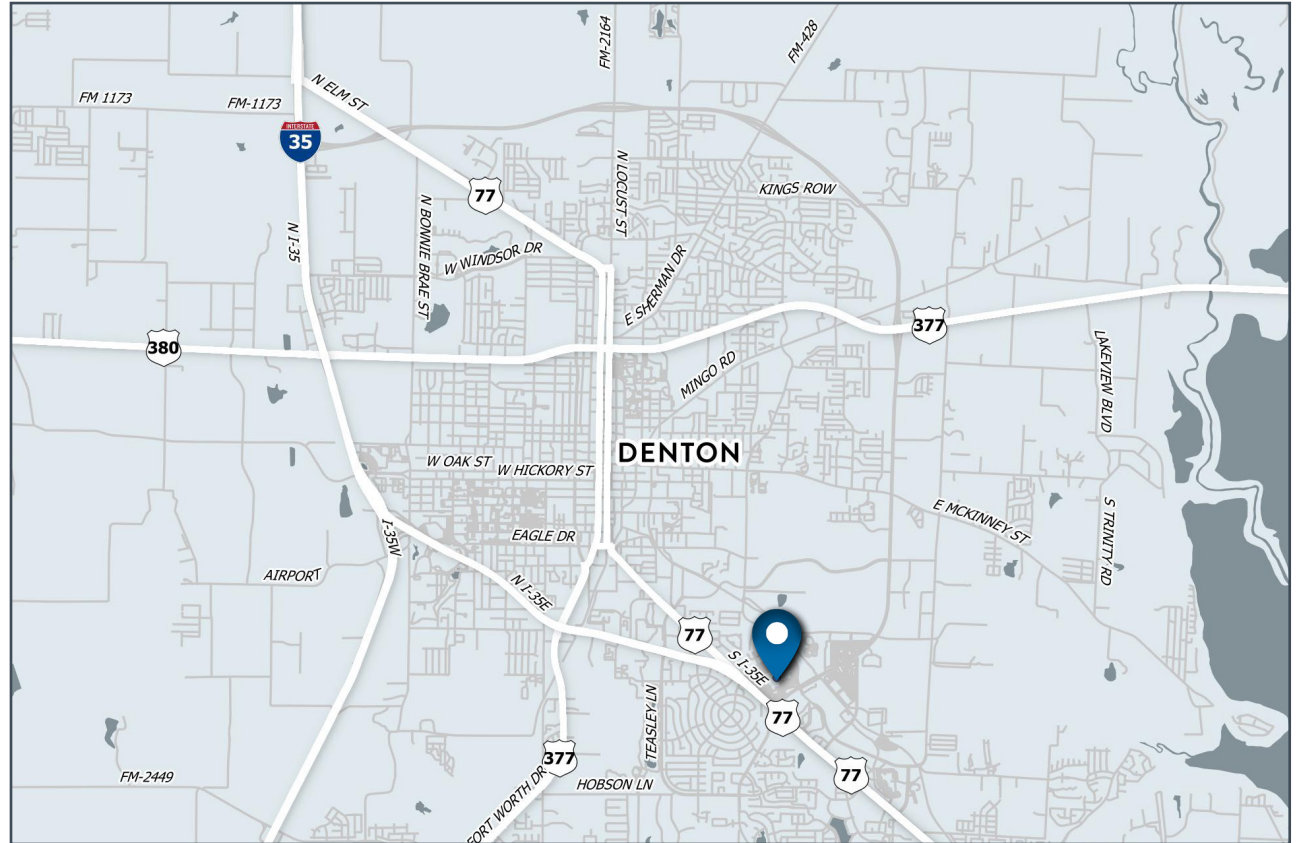 FM-2164
FM-428
N ELM ST
FM 1173
FM-1173
INTERSTATE
35
77
N LOCUST ST
KINGS ROW
N BONNIE BRAE ST
N I-35
W WINDSOR DR
E SHERMAN DR
377
380
MINGO RD
LAKEVIEW BLVD
DENTON
W OAK ST
W HICKORY ST
E MCKINNEY ST
S TRINITY RD
EAGLE DR
I-35W
AIRPORT
N I-35E
77
S I-35E
77
TEASLEY LN
377
77
FM-2449
HOBSON LN
FORT WORTH DR